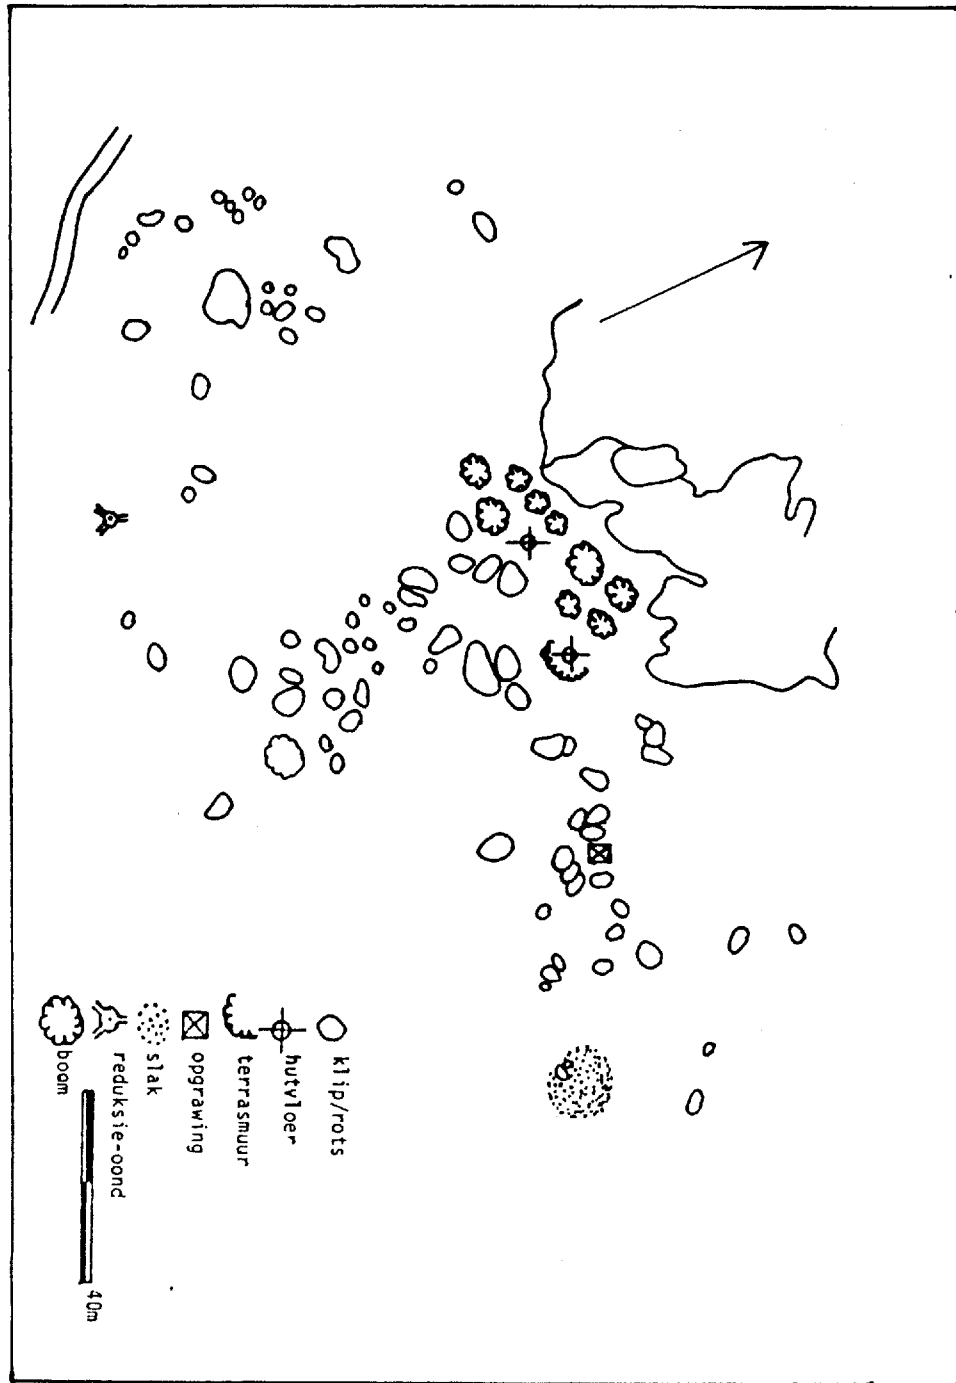 klip/rots
hutvloer
terrasmuur
opgrawing
slak
reduksie-oond
boom
40m